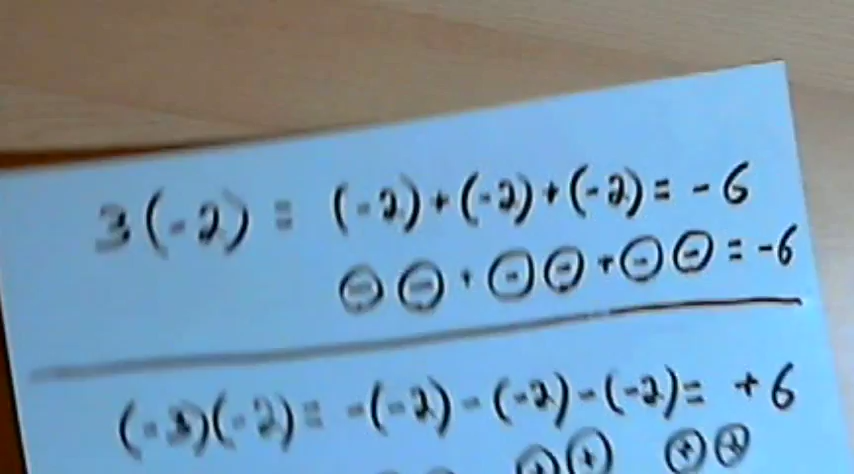 3(-2) = (-2)+(-2)+(-2) = -6
⊖ ⊖ + ⊖ ⊖ + ⊖ ⊖ = -6
(-3)(-2) = -(-2) - (-2) - (-2) = +6
⊕ ⊕ ⊕ ⊕